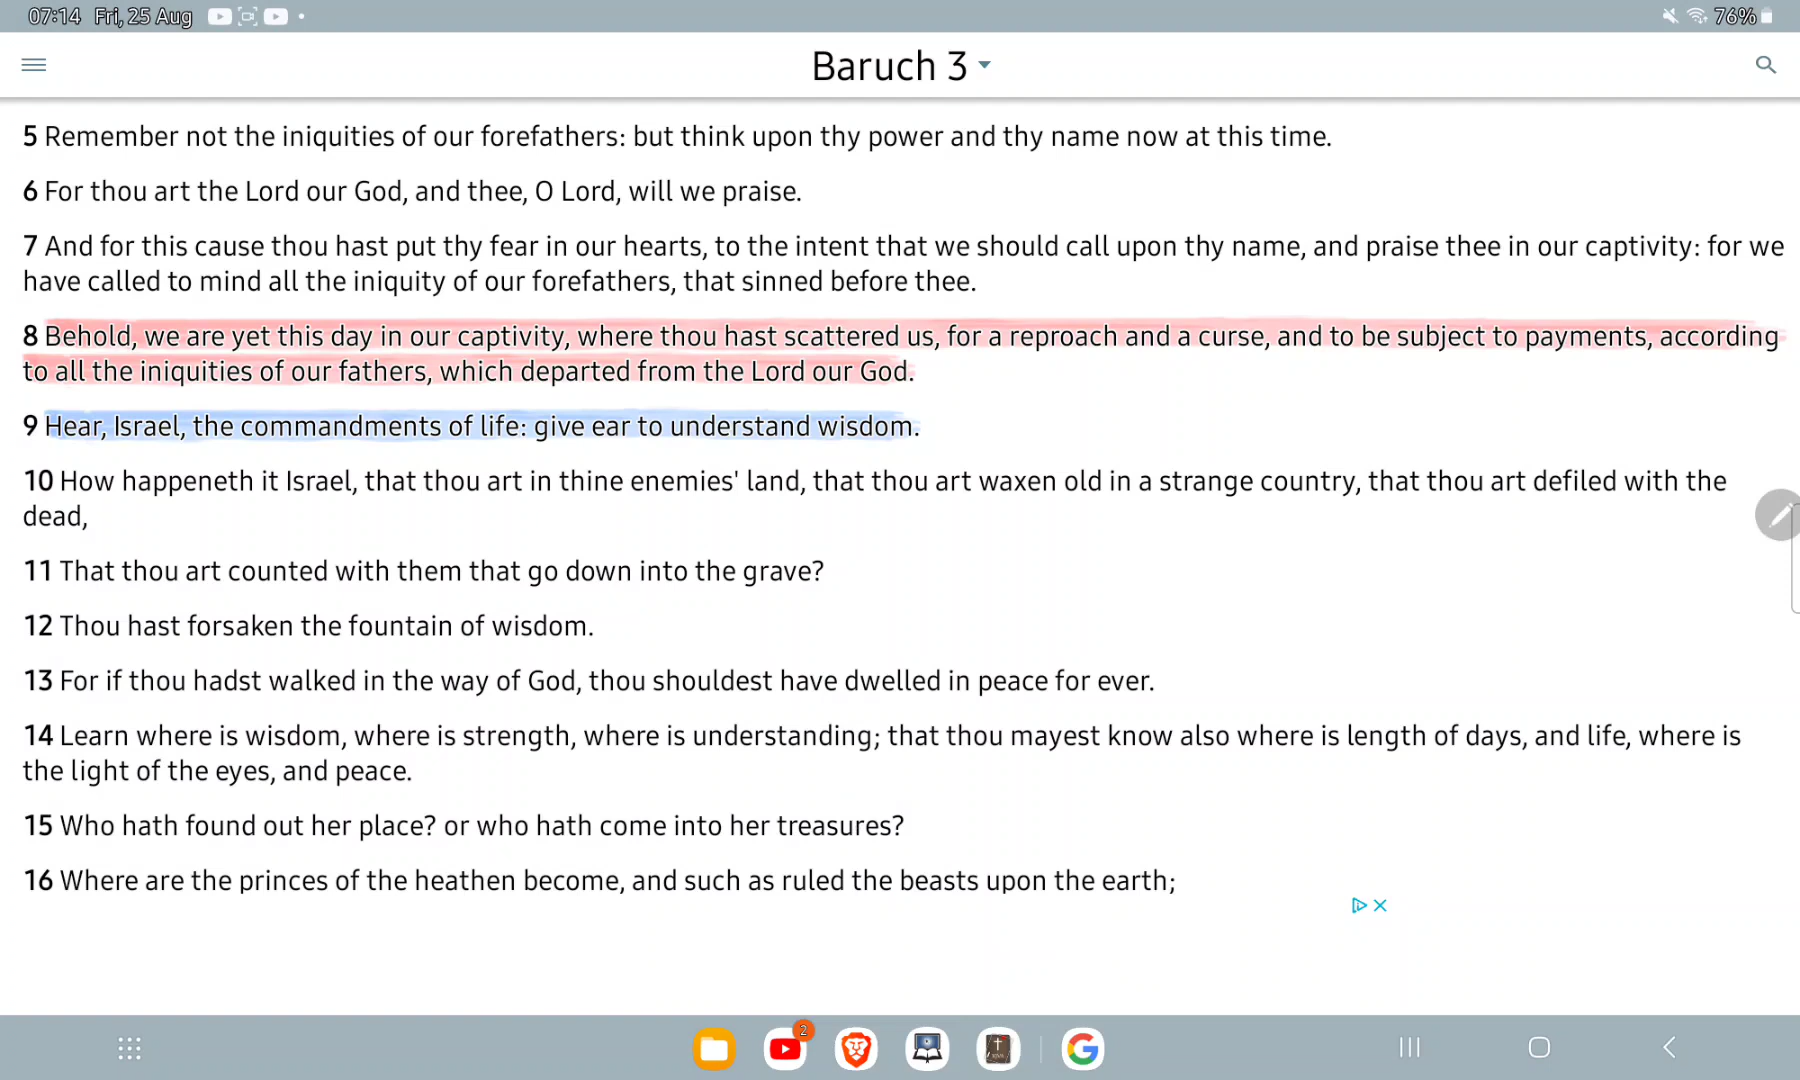 07:14 Fri, 25 Aug
76%
Baruch 3
5 Remember not the iniquities of our forefathers: but think upon thy power and thy name now at this time.
6 For thou art the Lord our God, and thee, O Lord, will we praise.
7 And for this cause thou hast put thy fear in our hearts, to the intent that we should call upon thy name, and praise thee in our captivity: for we
have called to mind all the iniquity of our forefathers, that sinned before thee.
8 Behold, we are yet this day in our captivity, where thou hast scattered us, for a reproach and a curse, and to be subject to payments, according
to all the iniquities of our fathers, which departed from the Lord our God.
9 Hear, Israel, the commandments of life: give ear to understand wisdom.
10 How happeneth it Israel, that thou art in thine enemies' land, that thou art waxen old in a strange country, that thou art defiled with the
dead,
11 That thou art counted with them that go down into the grave?
12 Thou hast forsaken the fountain of wisdom.
13 For if thou hadst walked in the way of God, thou shouldest have dwelled in peace for ever.
14 Learn where is wisdom, where is strength, where is understanding; that thou mayest know also where is length of days, and life, where is
the light of the eyes, and peace.
15 Who hath found out her place? or who hath come into her treasures?
16 Where are the princes of the heathen become, and such as ruled the beasts upon the earth;
2